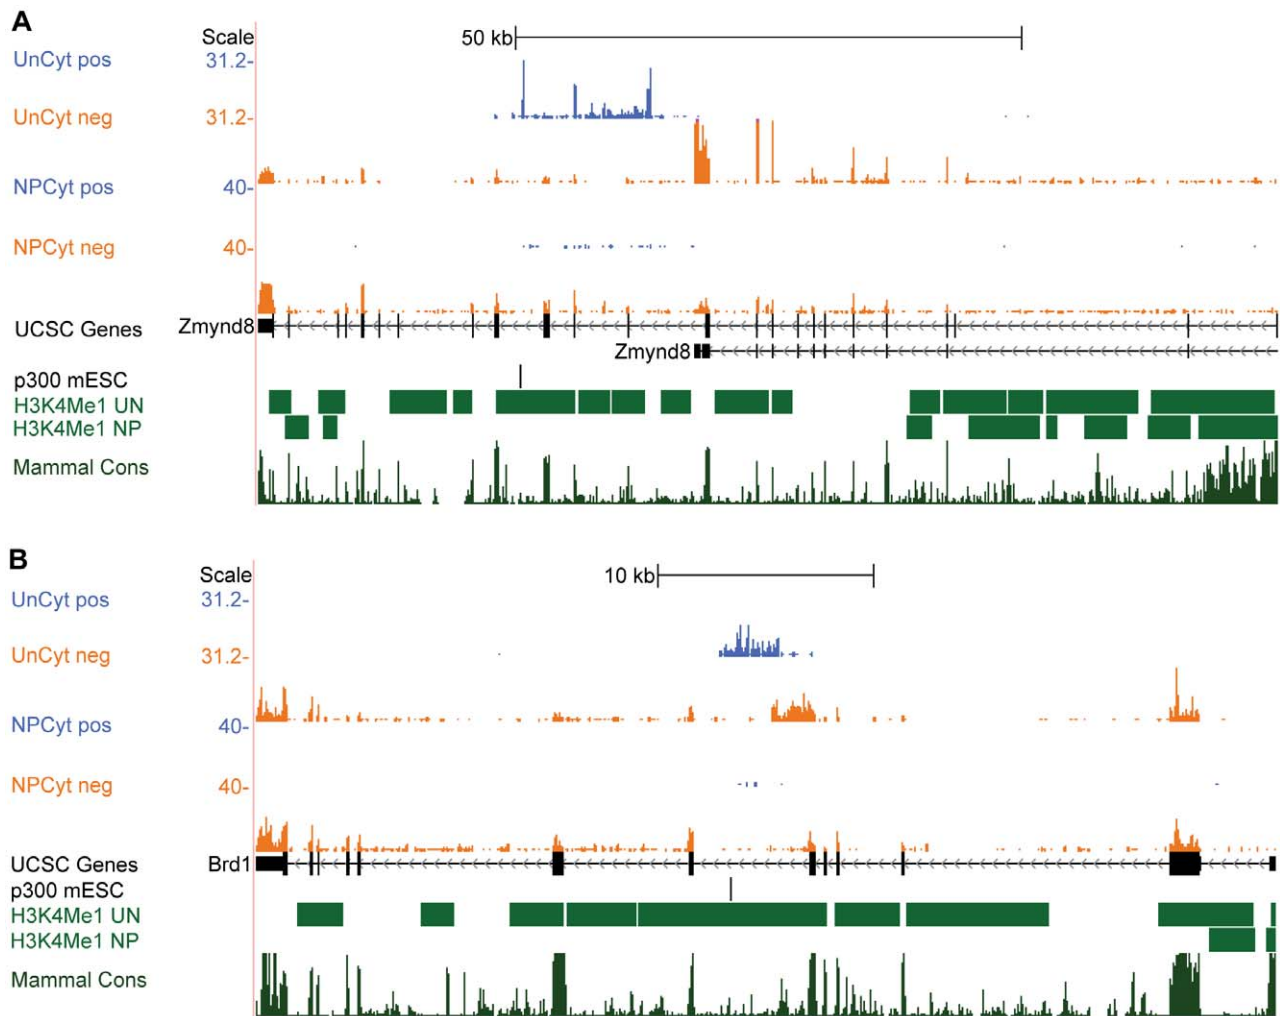 A
Scale 50 kb
UnCyt pos 31.2-
UnCyt neg 31.2-
NPCyt pos 40-
NPCyt neg 40-
UCSC Genes Zmynd8
Zmynd8
p300 mESC
H3K4Me1 UN
H3K4Me1 NP
Mammal Cons
B
Scale 10 kb
UnCyt pos 31.2-
UnCyt neg 31.2-
NPCyt pos 40-
NPCyt neg 40-
UCSC Genes Brd1
p300 mESC
H3K4Me1 UN
H3K4Me1 NP
Mammal Cons